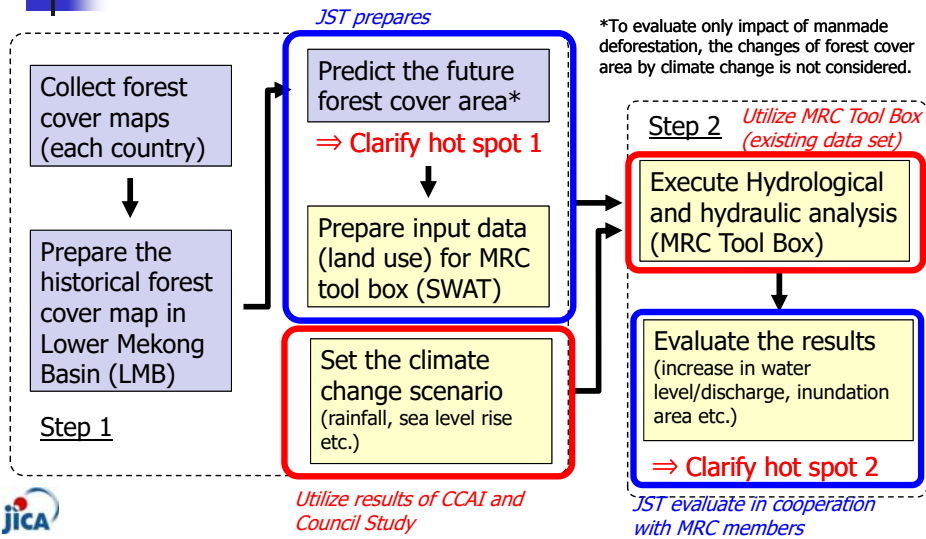 JST prepares
*To evaluate only impact of manmade
deforestation, the changes of forest cover
area by climate change is not considered.
Collect forest
cover maps
(each country)
Prepare the
historical forest
cover map in
Lower Mekong
Basin (LMB)
Step 1
Predict the future
forest cover area*
⇒ Clarify hot spot 1
Prepare input data
(land use) for MRC
tool box (SWAT)
Set the climate
change scenario
(rainfall, sea level rise
etc.)
Utilize results of CCAI and
Council Study
Step 2
Utilize MRC Tool Box
(existing data set)
Execute Hydrological
and hydraulic analysis
(MRC Tool Box)
Evaluate the results
(increase in water
level/discharge, inundation
area etc.)
⇒ Clarify hot spot 2
JST evaluate in cooperation
with MRC members
jICA